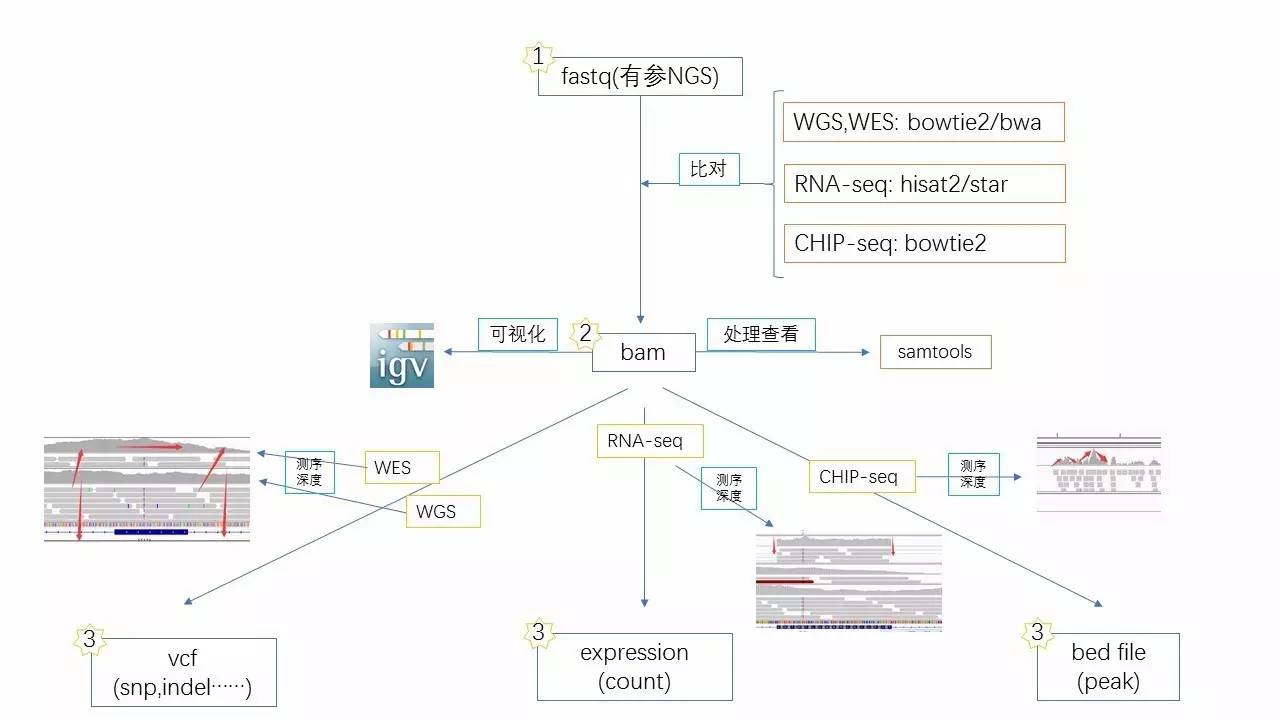 1
fastq(有参NGS)
WGS,WES: bowtie2/bwa
比对
RNA-seq: hisat2/star
CHIP-seq: bowtie2
可视化
2
处理查看
igv
bam
samtools
RNA-seq
测序
深度
WES
WGS
测序
深度
CHIP-seq
测序
深度
3
vcf
(snp,indel……)
3
expression
(count)
3
bed file
(peak)